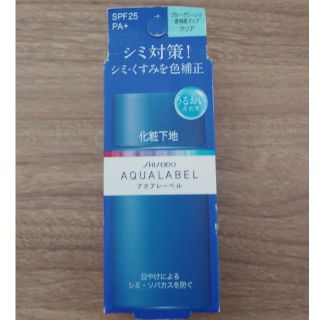 SPF25
PA+
ブルーグリーンで
透明感アップ
クリア
シミ対策!
シミ・くすみを色補正
うるおい
化粧下地
SHISEIDO
AQUALABEL
アクアレーベル
日やけによる
シミ・ソバカスを防ぐ